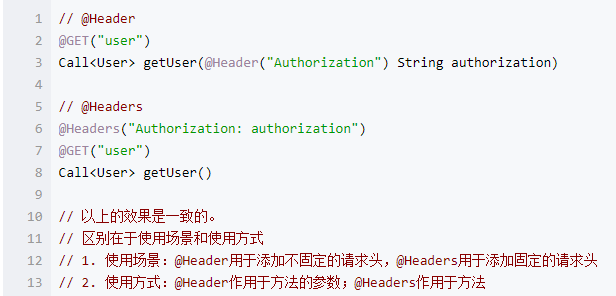 1 // @Header
2 @GET("user")
3 Call<User> getUser(@Header("Authorization") String authorization)
4
5 // @Headers
6 @Headers("Authorization: authorization")
7 @GET("user")
8 Call<User> getUser()
9
10 // 以上的效果是一致的。
11 // 区别在于使用场景和使用方式
12 // 1. 使用场景：@Header用于添加不固定的请求头，@Headers用于添加固定的请求头
13 // 2. 使用方式：@Header作用于方法的参数；@Headers作用于方法